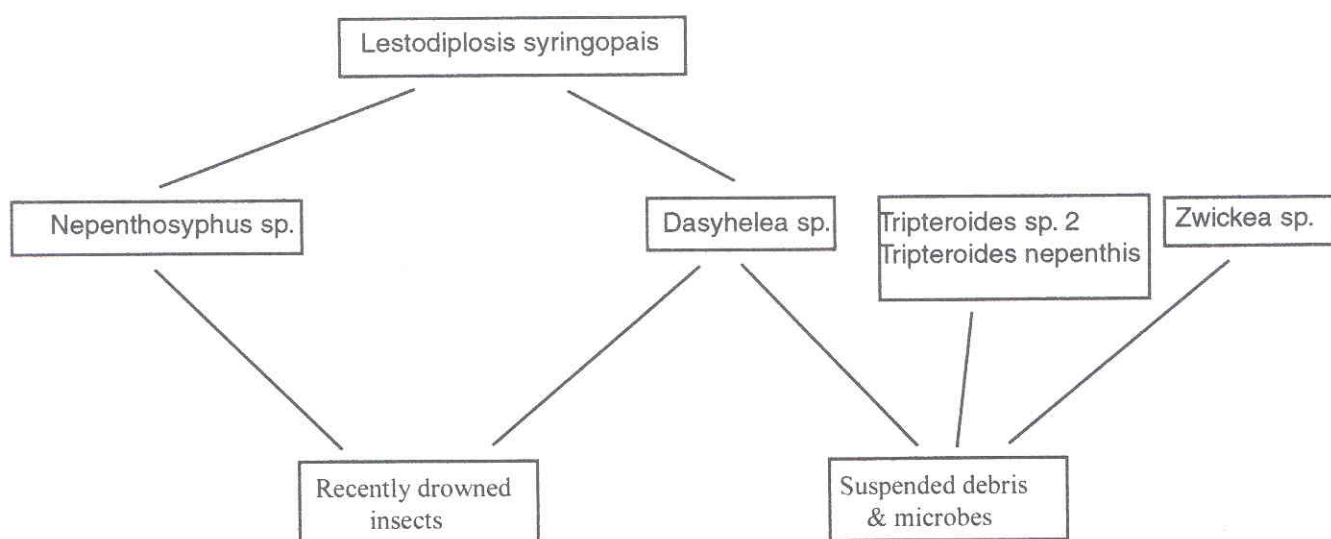 Lestodiplosis syringopais
Nepenthosyphus sp.
Dasyhelea sp.
Tripteroides sp. 2
Tripteroides nepenthis
Zwickea sp.
Recently drowned
insects
Suspended debris
& microbes